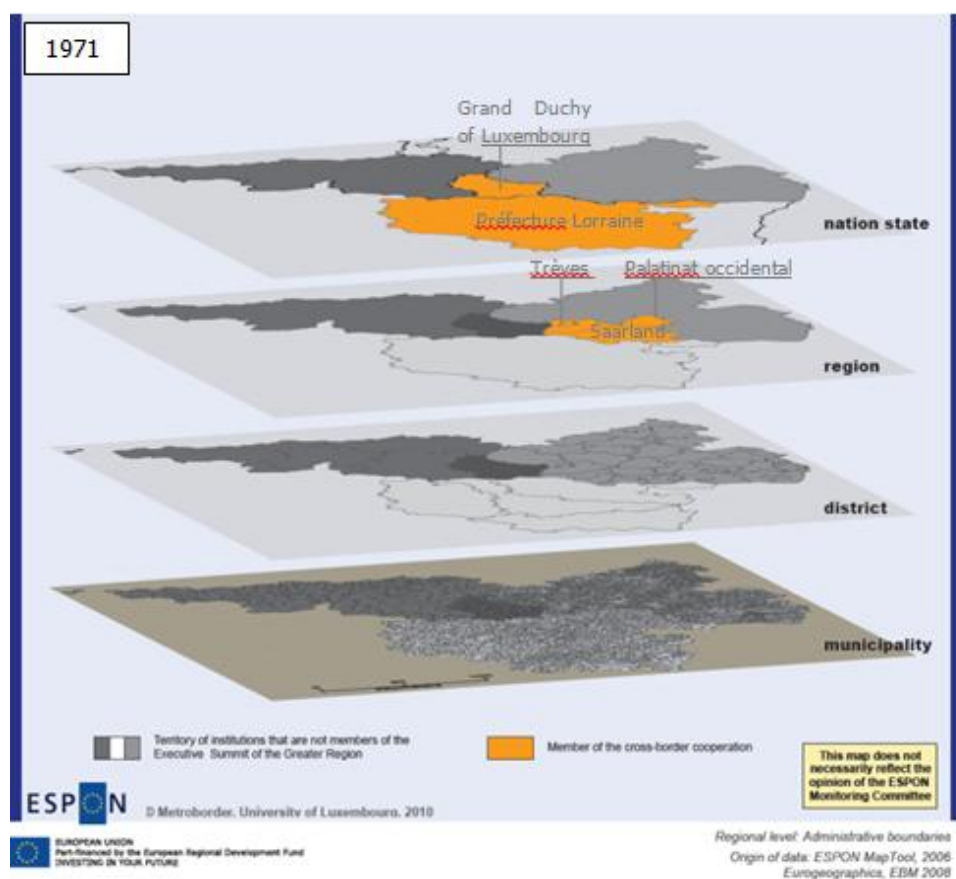 1971
Grand Duchy
of Luxembourg
Préfecture Lorraine
nation state
Trèves Palatinat occidental
Saarland
region
district
municipality
Territory of institutions that are not members of the
Executive Summit of the Greater Region
Member of the cross-border cooperation
This map does not
necessarily reflect the
opinion of the ESPON
Monitoring Committee
ESPON
© Metroborder, University of Luxembourg, 2010
EUROPEAN UNION
Part-financed by the European Regional Development Fund
INVESTING IN YOUR FUTURE
Regional level: Administrative boundaries
Origin of data: ESPON MapTool, 2006
Eurogeographics, EBM 2008